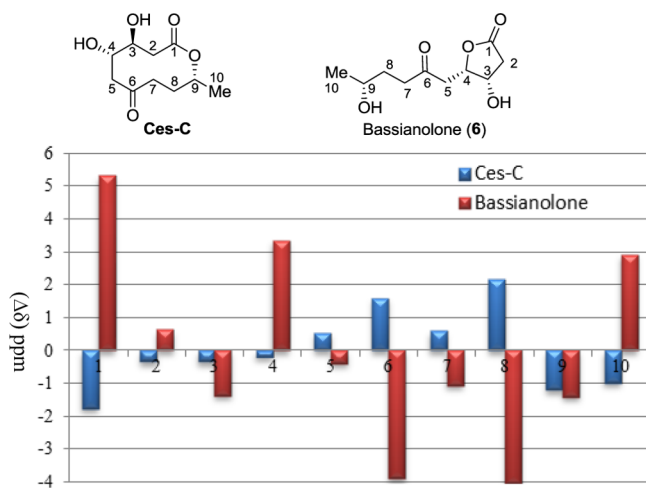 OH O
HO 4 3 2 1 O
5 6 7 8 9 10 Me
O
Ces-C
O O O
Me 10 9 8 7 6 5 4 3 2 1
OH OH
Bassianolone (6)
(Δδ) ppm
6
5
4
3
2
1
0
-1
-2
-3
-4
1 2 3 4 5 6 7 8 9 10
Ces-C
Bassianolone